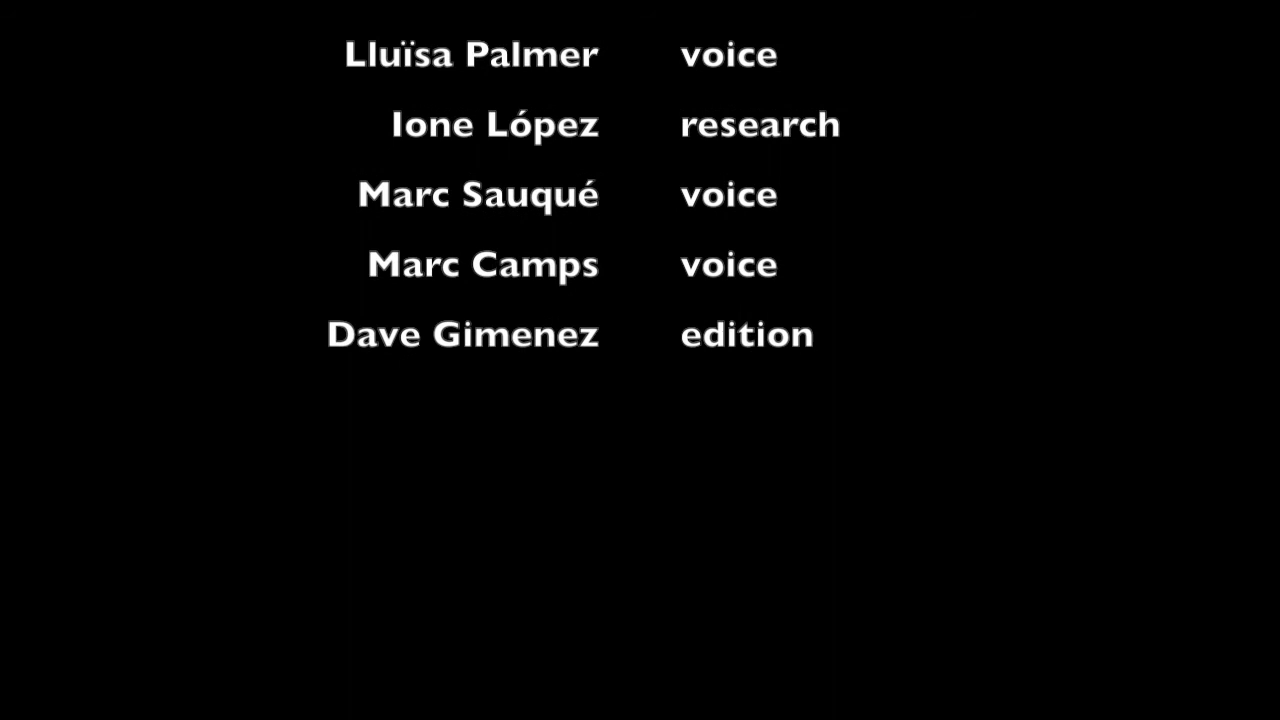 Lluïsa Palmer voice
Ione López research
Marc Sauqué voice
Marc Camps voice
Dave Gimenez edition